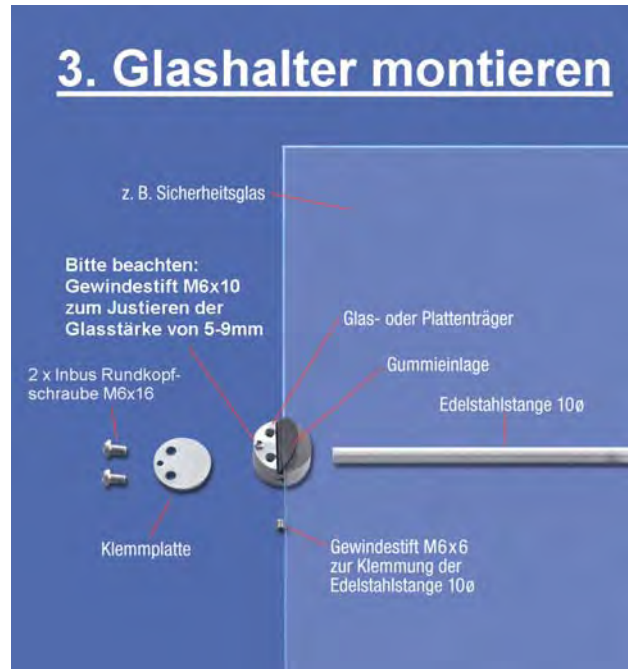 3. Glashalter montieren
z. B. Sicherheitsglas
Bitte beachten:
Gewindestift M6x10
zum Justieren der
Glasstärke von 5-9mm
Glas- oder Plattenträger
Gummieinlage
2 x Inbus Rundkopf-
schraube M6x16
Edelstahlstange 10ø
Klemmplatte
Gewindestift M6x6
zur Klemmung der
Edelstahlstange 10ø